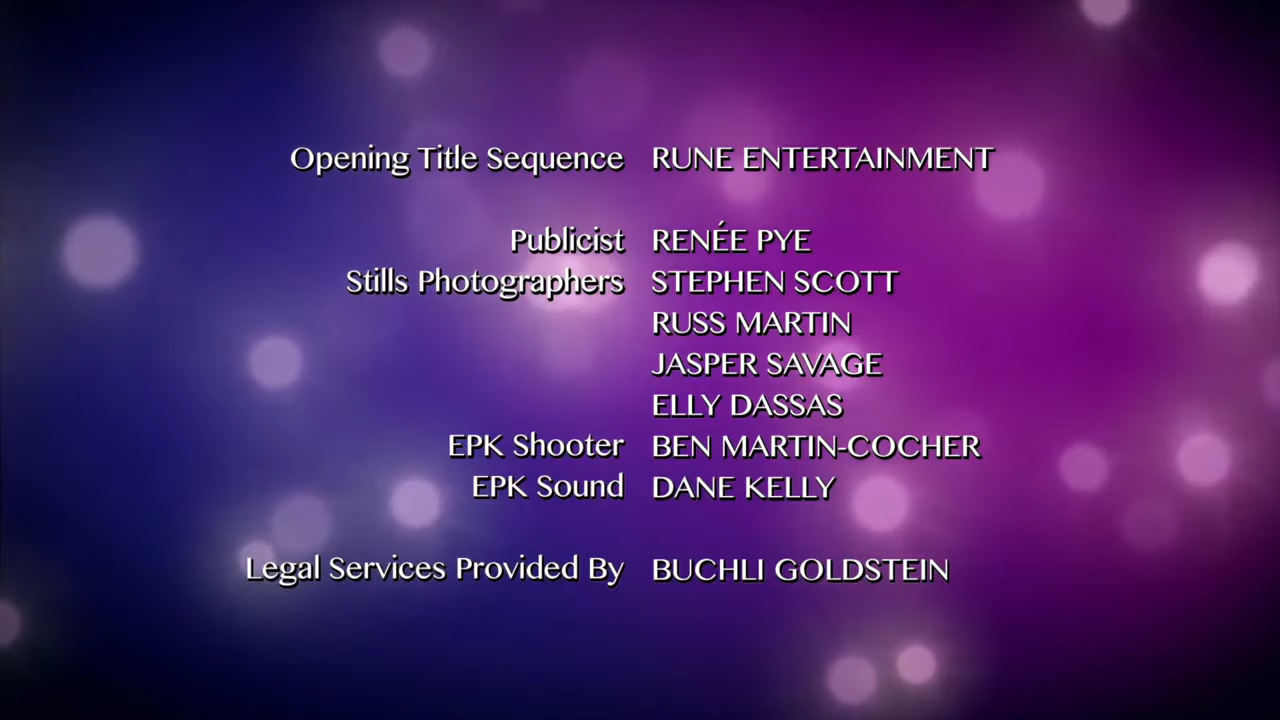 Opening Title Sequence RUNE ENTERTAINMENT
Publicist RENÉE PYE
Stills Photographers STEPHEN SCOTT
RUSS MARTIN
JASPER SAVAGE
ELLY DASSAS
EPK Shooter BEN MARTIN-COCHER
EPK Sound DANE KELLY
Legal Services Provided By BUCHLI GOLDSTEIN